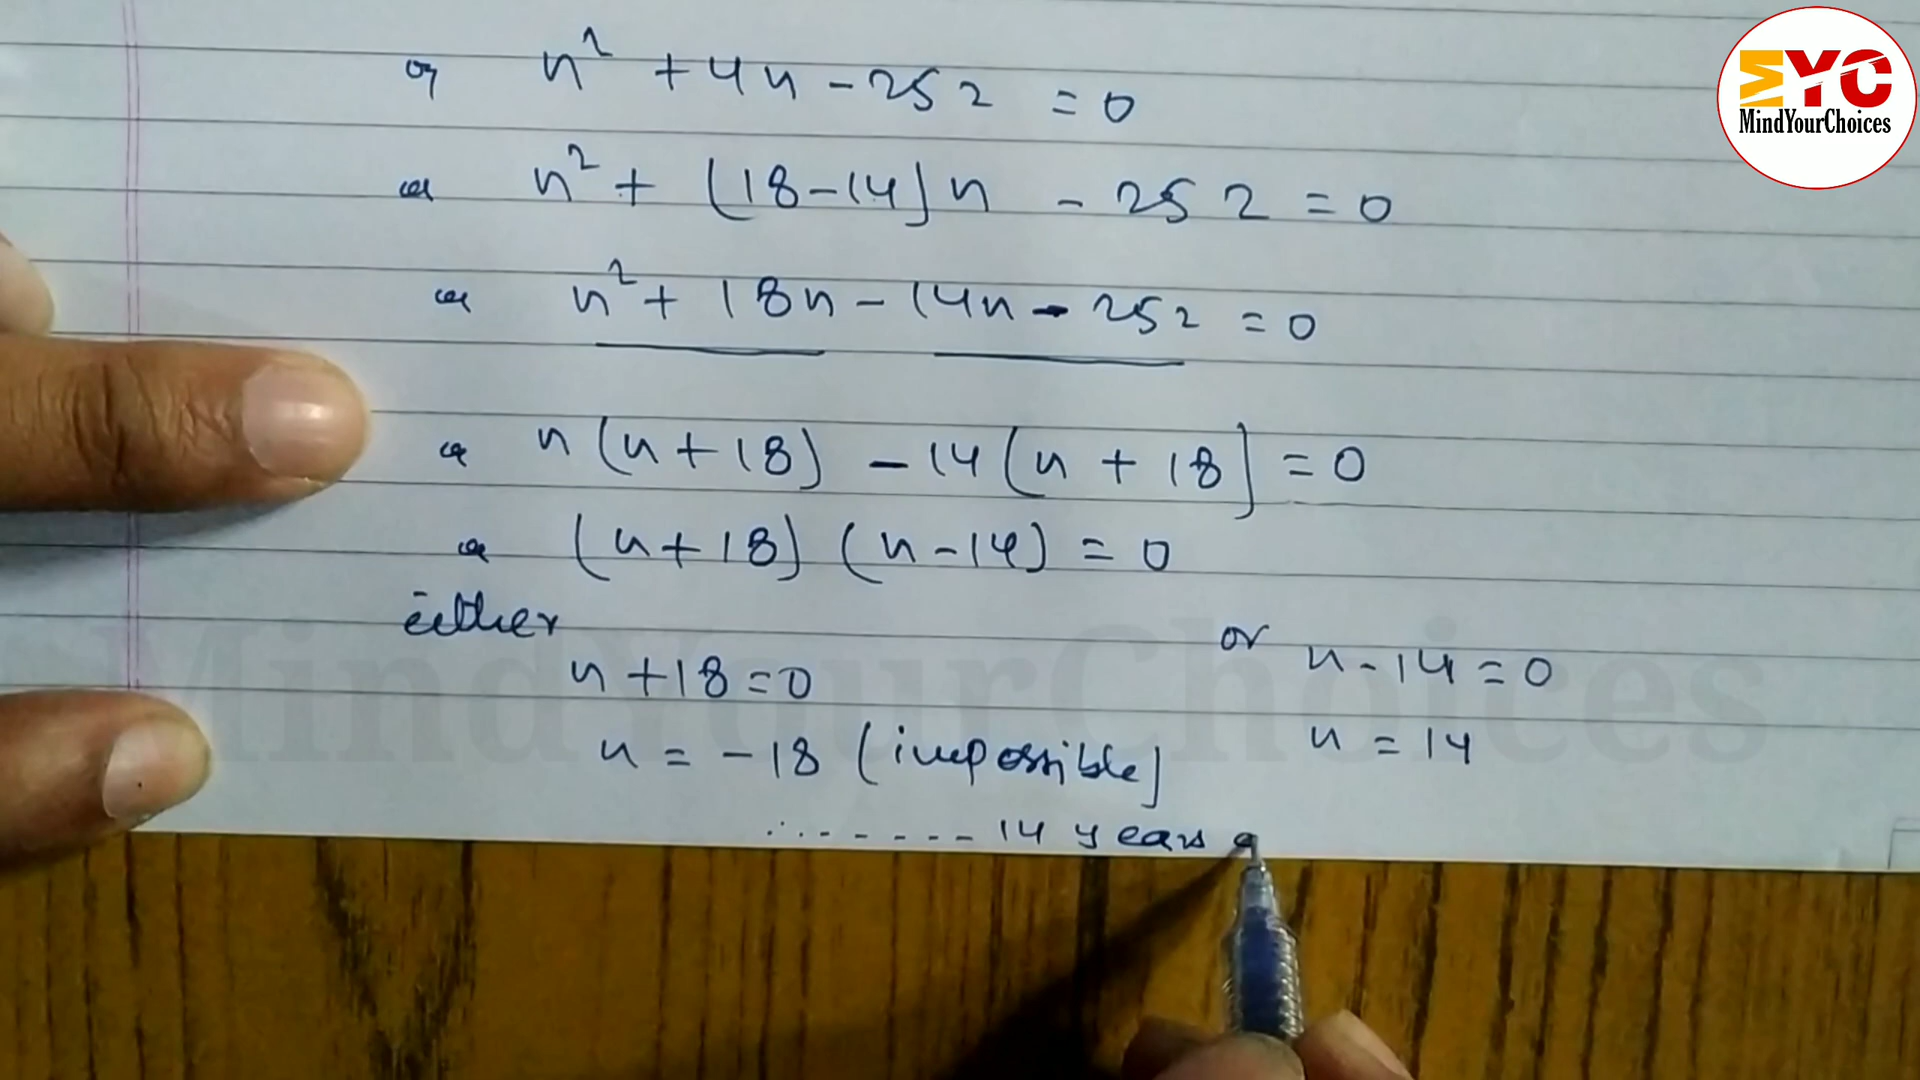 MYC
MindYourChoices
or n² + 4n - 252 = 0
or n² + (18-14)n - 252 = 0
or n² + 18n - 14n - 252 = 0
or n(n+18) - 14(n+18) = 0
or (n+18) (n-14) = 0
either or
n+18=0 n-14=0
n = -18 (impossible) n = 14
∴ - - - - - - 14 years
MindYourChoices